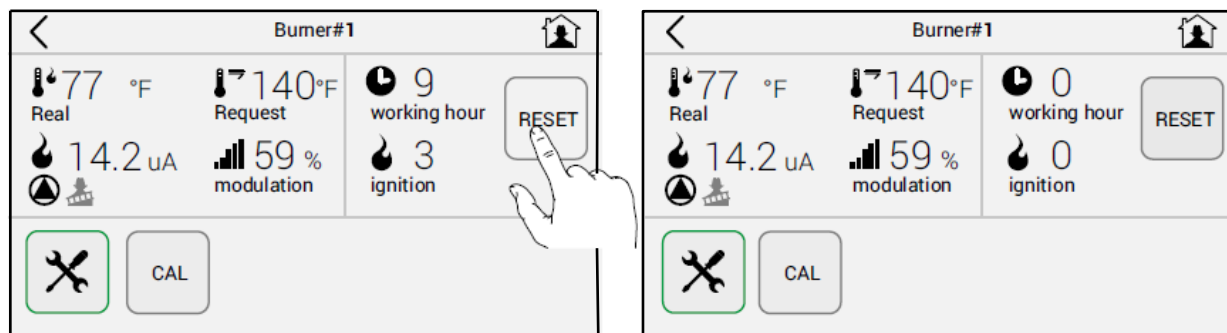 Burner#1
77 °F
Real
140°F
Request
9
working hour
RESET
14.2 uA
59 %
modulation
3
ignition
CAL
Burner#1
77 °F
Real
140°F
Request
0
working hour
RESET
14.2 uA
59 %
modulation
0
ignition
CAL